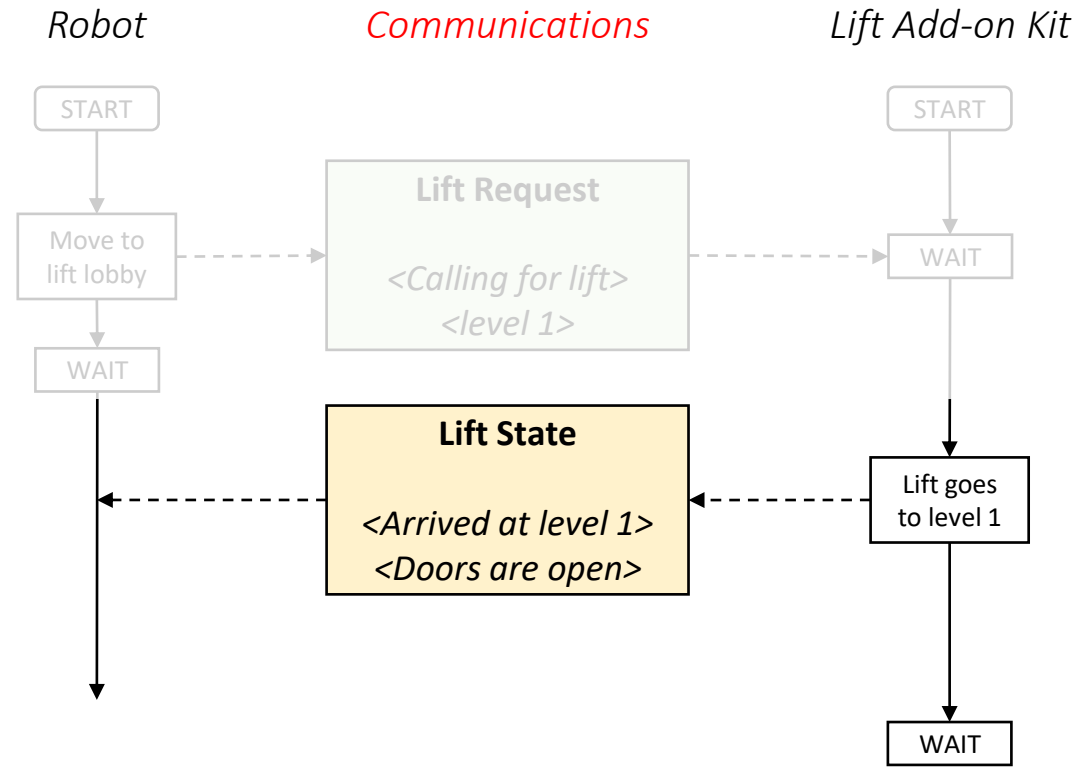 Robot
Communications
Lift Add-on Kit
START
START
Lift Request
Move to
lift lobby
WAIT
<Calling for lift>
<level 1>
WAIT
Lift State
Lift goes
to level 1
<Arrived at level 1>
<Doors are open>
WAIT